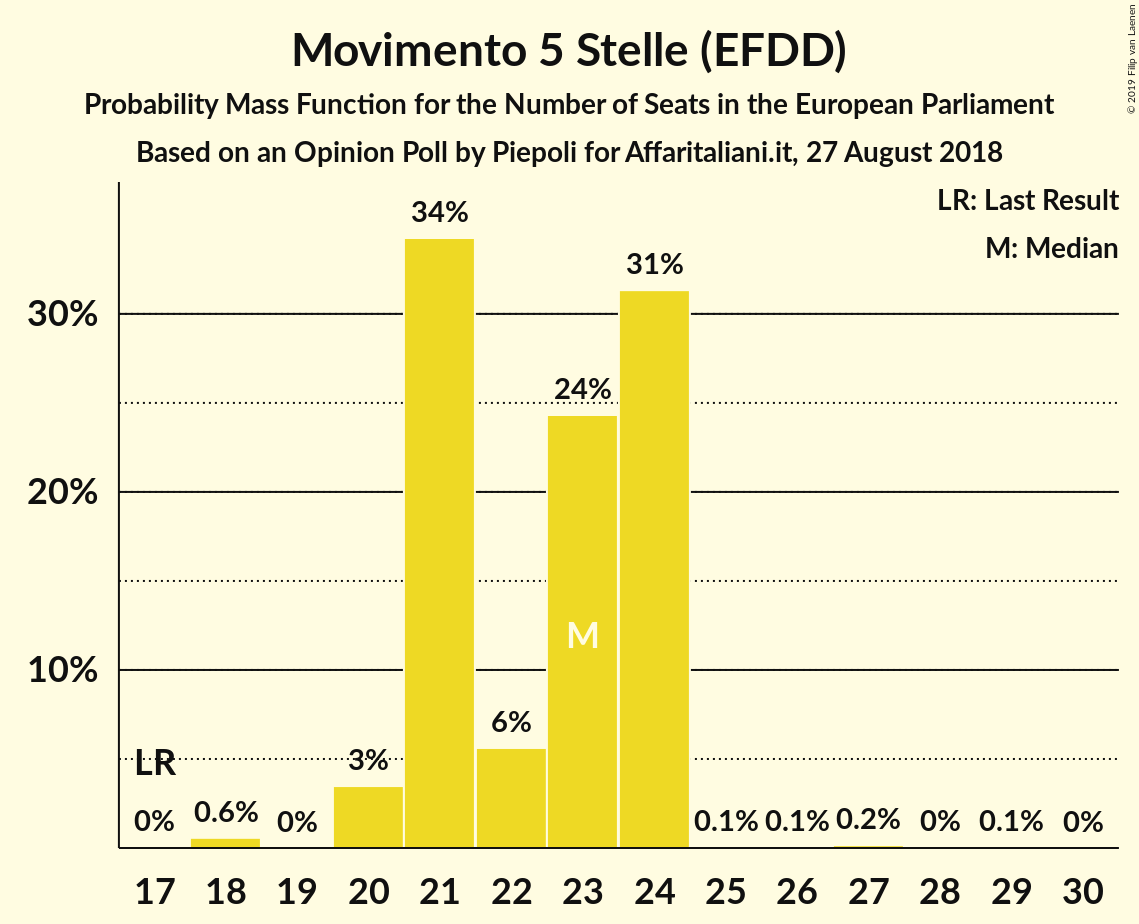 Movimento 5 Stelle (EFDD)
Probability Mass Function for the Number of Seats in the European Parliament
Based on an Opinion Poll by Piepoli for Affaritaliani.it, 27 August 2018
© 2019 Filip van Laenen
LR: Last Result
M: Median
34%
31%
30%
24%
20%
M
10%
6%
LR
3%
0% 0.6% 0% 0.1% 0.1% 0.2% 0% 0.1% 0%
17 18 19 20 21 22 23 24 25 26 27 28 29 30